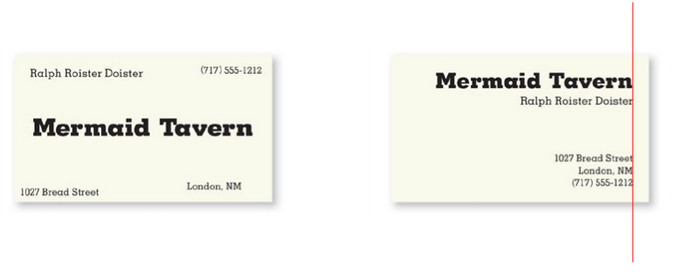 Ralph Roister Doister
(717) 555-1212
Mermaid Tavern
1027 Bread Street
London, NM
Mermaid Tavern
Ralph Roister Doister
1027 Bread Street
London, NM
(717) 555-1212